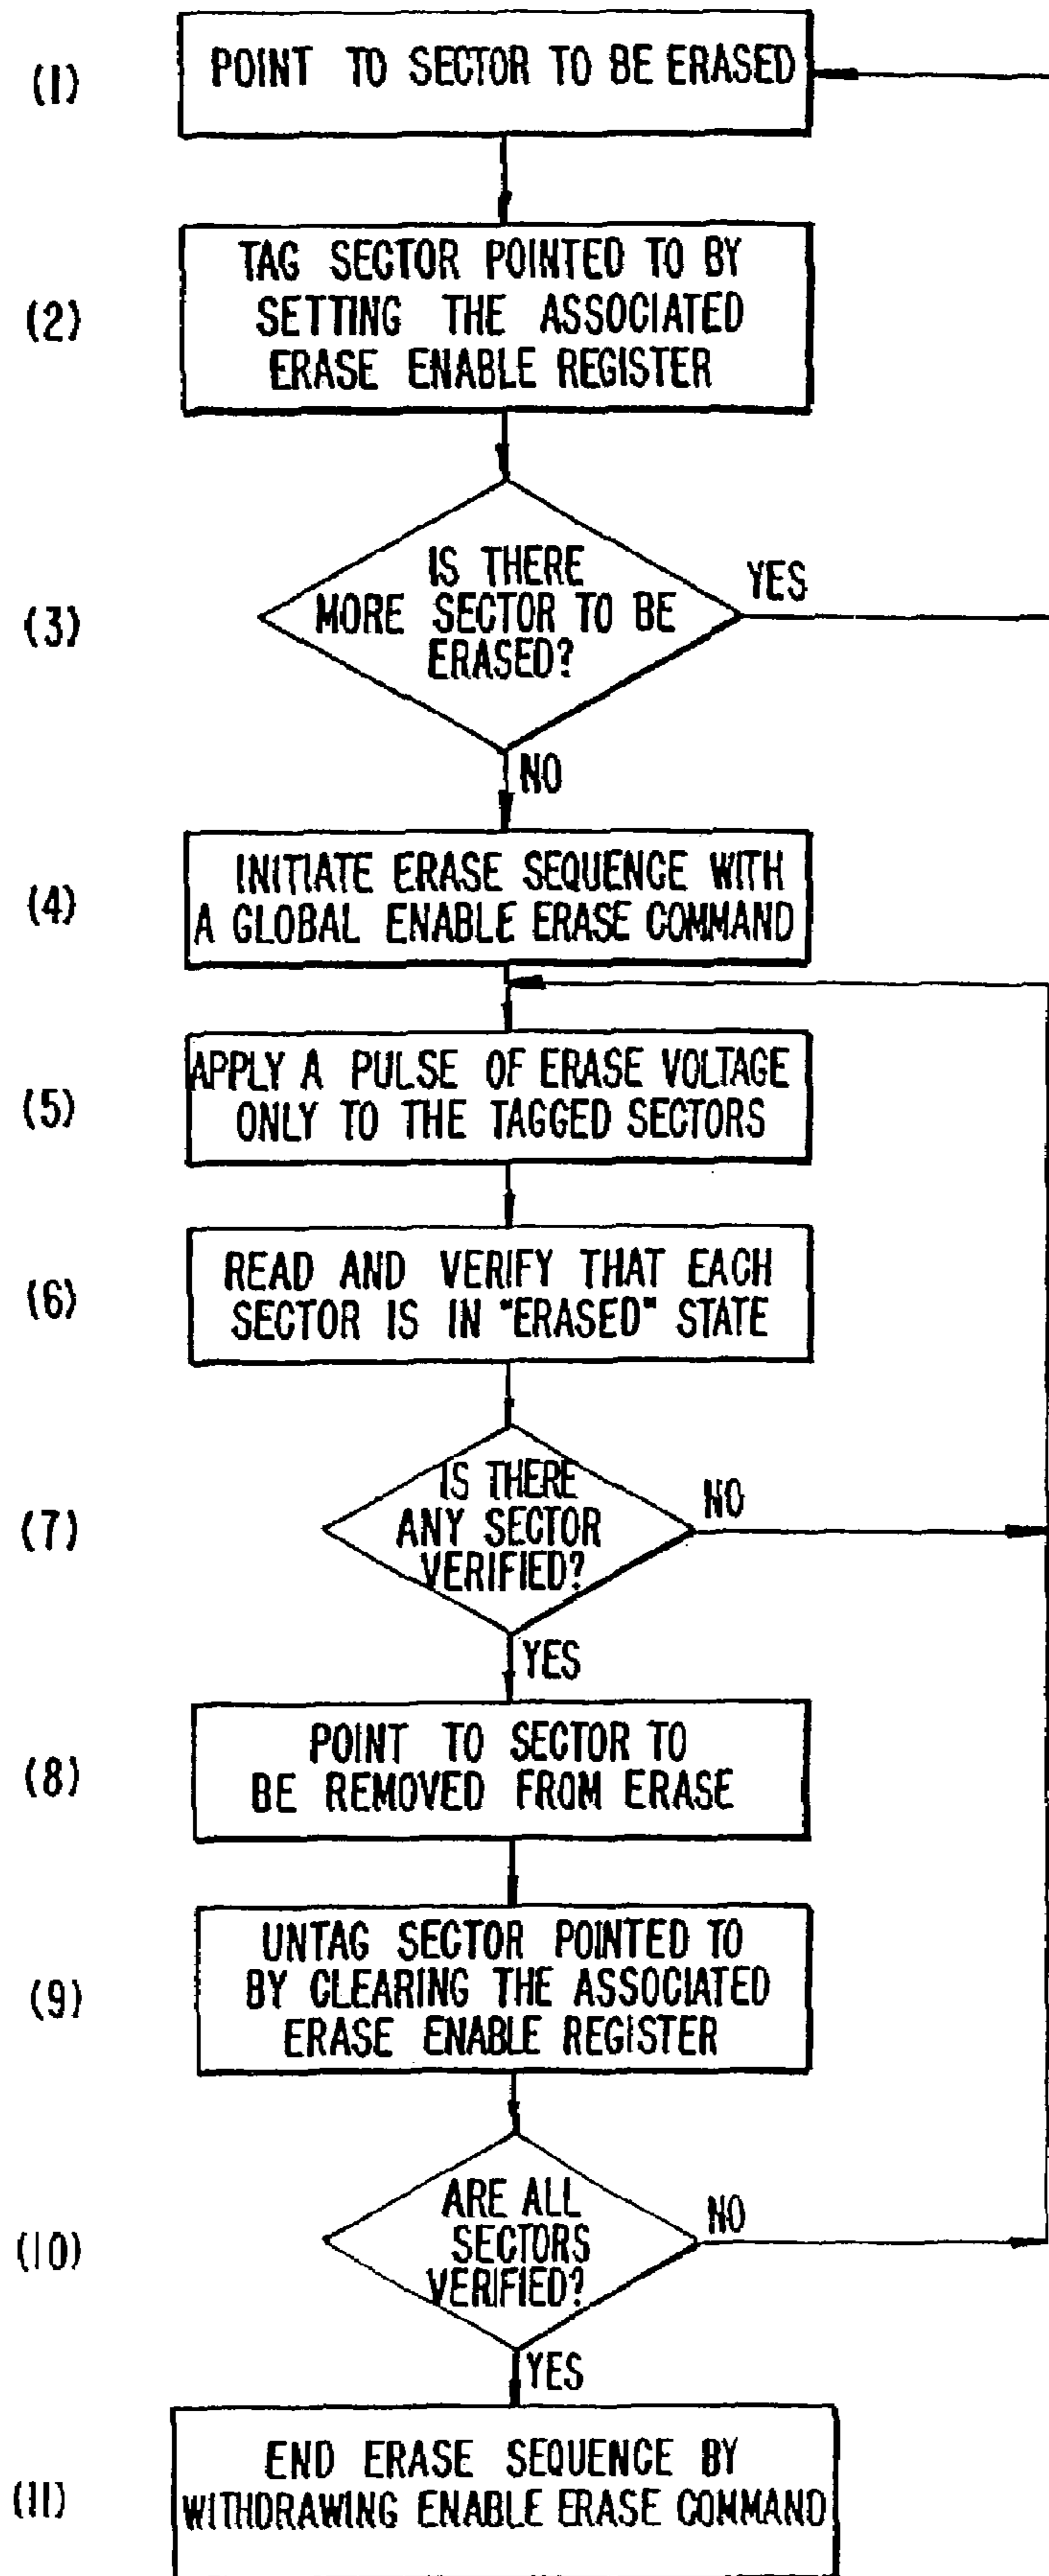 (1)
POINT TO SECTOR TO BE ERASED
(2)
TAG SECTOR POINTED TO BY
SETTING THE ASSOCIATED
ERASE ENABLE REGISTER
(3)
IS THERE
MORE SECTOR TO BE
ERASED?
YES
NO
(4)
INITIATE ERASE SEQUENCE WITH
A GLOBAL ENABLE ERASE COMMAND
(5)
APPLY A PULSE OF ERASE VOLTAGE
ONLY TO THE TAGGED SECTORS
(6)
READ AND VERIFY THAT EACH
SECTOR IS IN "ERASED" STATE
(7)
IS THERE
ANY SECTOR
VERIFIED?
NO
YES
(8)
POINT TO SECTOR TO
BE REMOVED FROM ERASE
(9)
UNTAG SECTOR POINTED TO
BY CLEARING THE ASSOCIATED
ERASE ENABLE REGISTER
(10)
ARE ALL
SECTORS
VERIFIED?
NO
YES
(11)
END ERASE SEQUENCE BY
WITHDRAWING ENABLE ERASE COMMAND